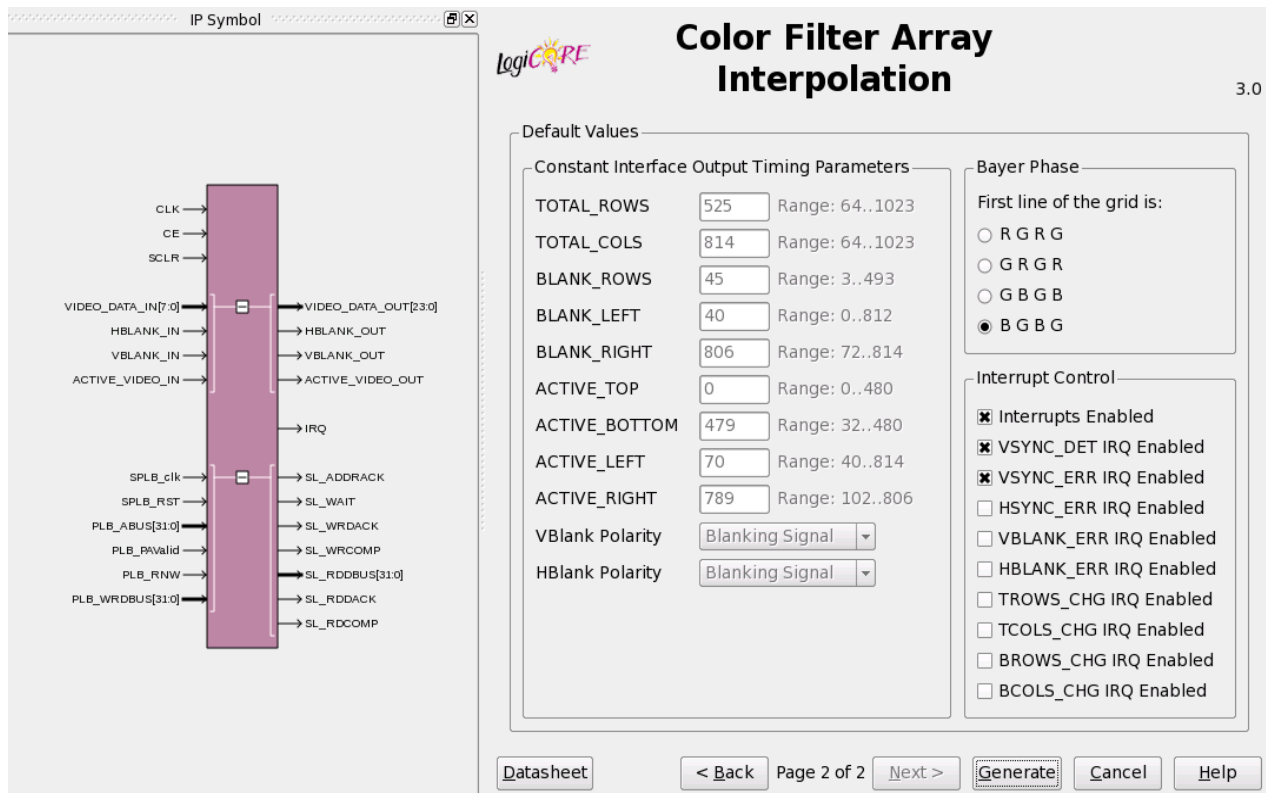 IP Symbol
CLK
CE
SCLR
VIDEO_DATA_IN[7:0]
VIDEO_DATA_OUT[23:0]
HBLANK_IN
HBLANK_OUT
VBLANK_IN
VBLANK_OUT
ACTIVE_VIDEO_IN
ACTIVE_VIDEO_OUT
IRQ
SPLB_clk
SL_ADDRACK
SPLB_RST
SL_WAIT
PLB_ABUS[31:0]
SL_WRDACK
PLB_PAValid
SL_WRCOMP
PLB_RNW
SL_RDDBUS[31:0]
PLB_WRDBUS[31:0]
SL_RDDACK
SL_RDCOMP
LogiCORE
Color Filter Array
Interpolation
3.0
Default Values
Constant Interface Output Timing Parameters
TOTAL_ROWS 525 Range: 64..1023
TOTAL_COLS 814 Range: 64..1023
BLANK_ROWS 45 Range: 3..493
BLANK_LEFT 40 Range: 0..812
BLANK_RIGHT 806 Range: 72..814
ACTIVE_TOP 0 Range: 0..480
ACTIVE_BOTTOM 479 Range: 32..480
ACTIVE_LEFT 70 Range: 40..814
ACTIVE_RIGHT 789 Range: 102..806
VBlank Polarity Blanking Signal
HBlank Polarity Blanking Signal
Bayer Phase
First line of the grid is:
R G R G
G R G R
G B G B
B G B G
Interrupt Control
Interrupts Enabled
VSYNC_DET IRQ Enabled
VSYNC_ERR IRQ Enabled
HSYNC_ERR IRQ Enabled
VBLANK_ERR IRQ Enabled
HBLANK_ERR IRQ Enabled
TROWS_CHG IRQ Enabled
TCOLS_CHG IRQ Enabled
BROWS_CHG IRQ Enabled
BCOLS_CHG IRQ Enabled
Datasheet
< Back Page 2 of 2 Next > Generate Cancel Help